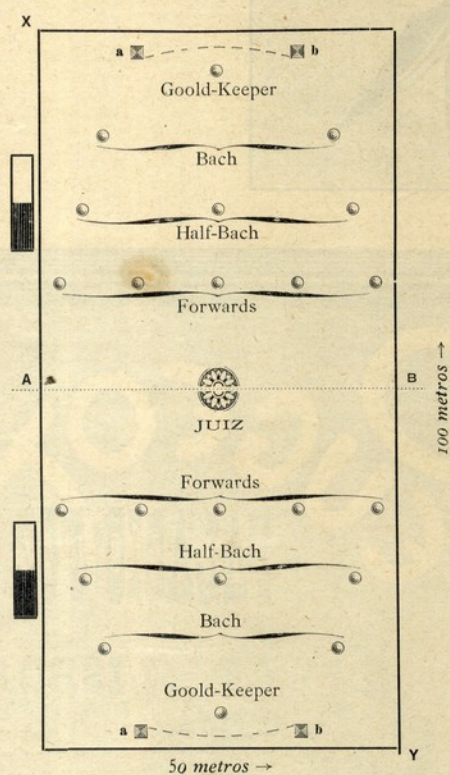 X
a b
Goold-Keeper
Bach
Half-Bach
Forwards
A B
JUIZ
100 metros →
Forwards
Half-Bach
Bach
Goold-Keeper
a b
Y
50 metros →